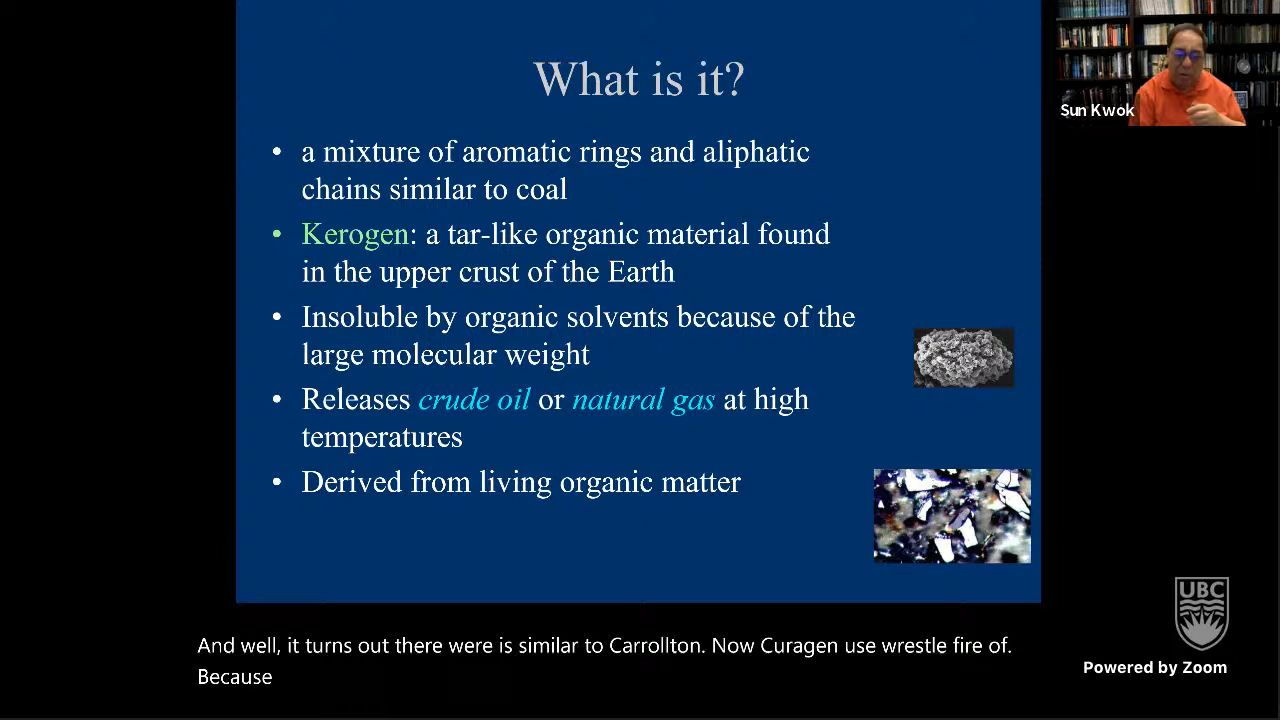 What is it?
• a mixture of aromatic rings and aliphatic
chains similar to coal
• Kerogen: a tar-like organic material found
in the upper crust of the Earth
• Insoluble by organic solvents because of the
large molecular weight
• Releases crude oil or natural gas at high
temperatures
• Derived from living organic matter
Sun Kwok
And well, it turns out there were is similar to Carrollton. Now Curagen use wrestle fire of.
Because
UBC
Powered by Zoom